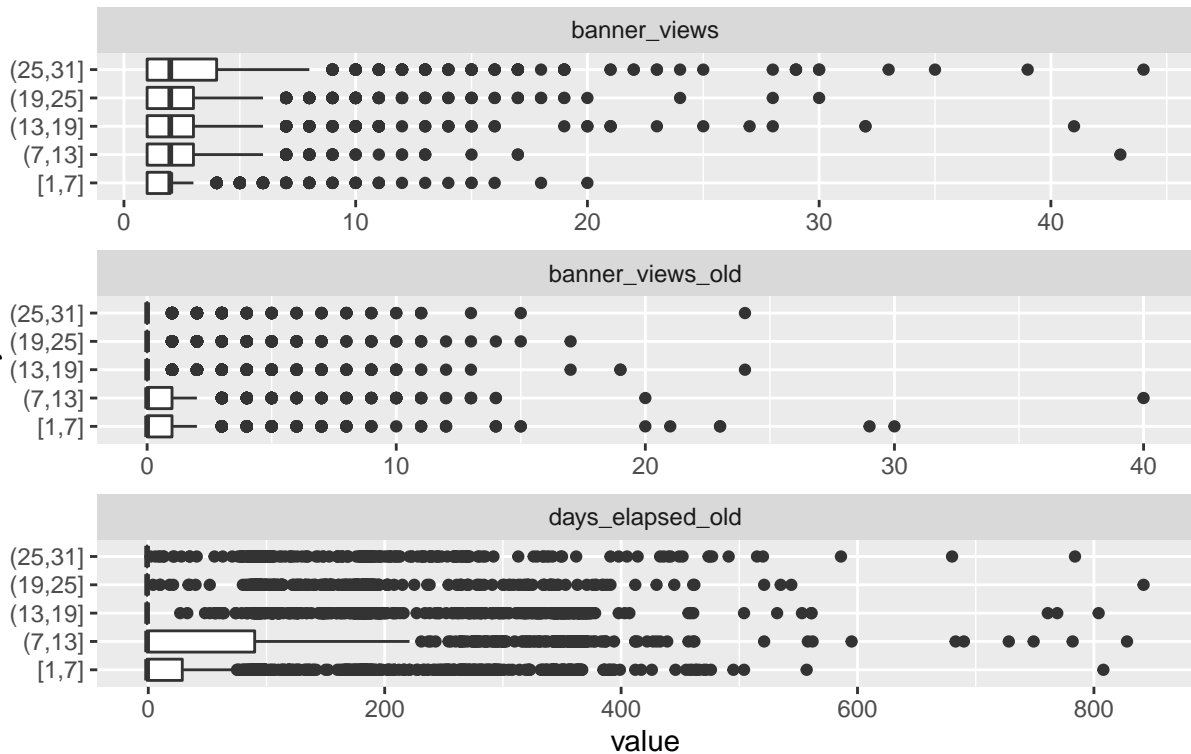 banner_views
(25,31]
(19,25]
(13,19]
(7,13]
[1,7]
0 10 20 30 40
banner_views_old
(25,31]
(19,25]
(13,19]
(7,13]
[1,7]
0 10 20 30 40
days_elapsed_old
(25,31]
(19,25]
(13,19]
(7,13]
[1,7]
0 200 400 600 800
value